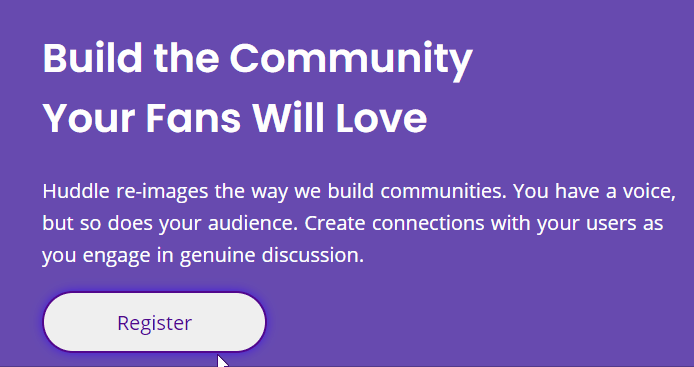 Build the Community
Your Fans Will Love
Huddle re-images the way we build communities. You have a voice,
but so does your audience. Create connections with your users as
you engage in genuine discussion.
Register